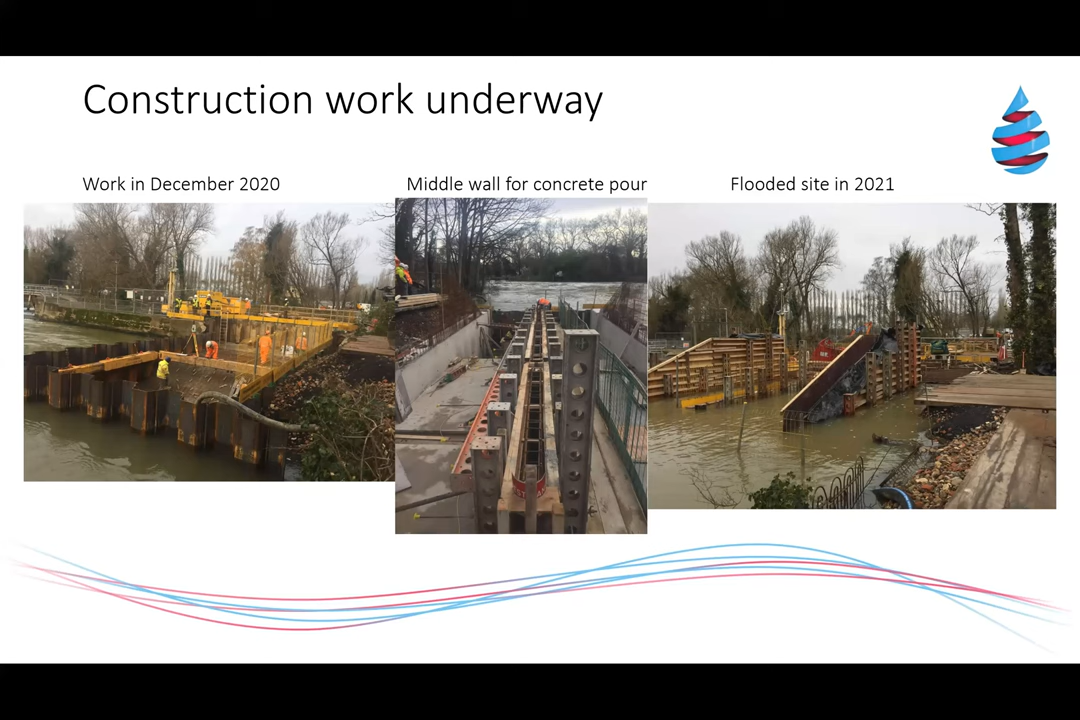 Construction work underway
Work in December 2020
Middle wall for concrete pour
Flooded site in 2021